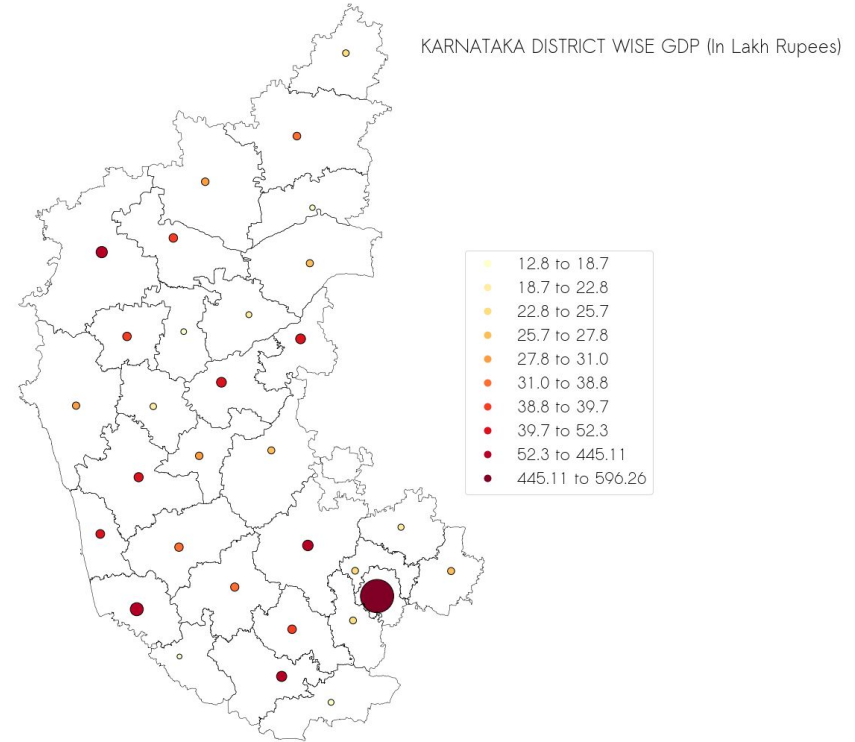 KARNATAKA DISTRICT WISE GDP (In Lakh Rupees)
12.8 to 18.7
18.7 to 22.8
22.8 to 25.7
25.7 to 27.8
27.8 to 31.0
31.0 to 38.8
38.8 to 39.7
39.7 to 52.3
52.3 to 445.11
445.11 to 596.26